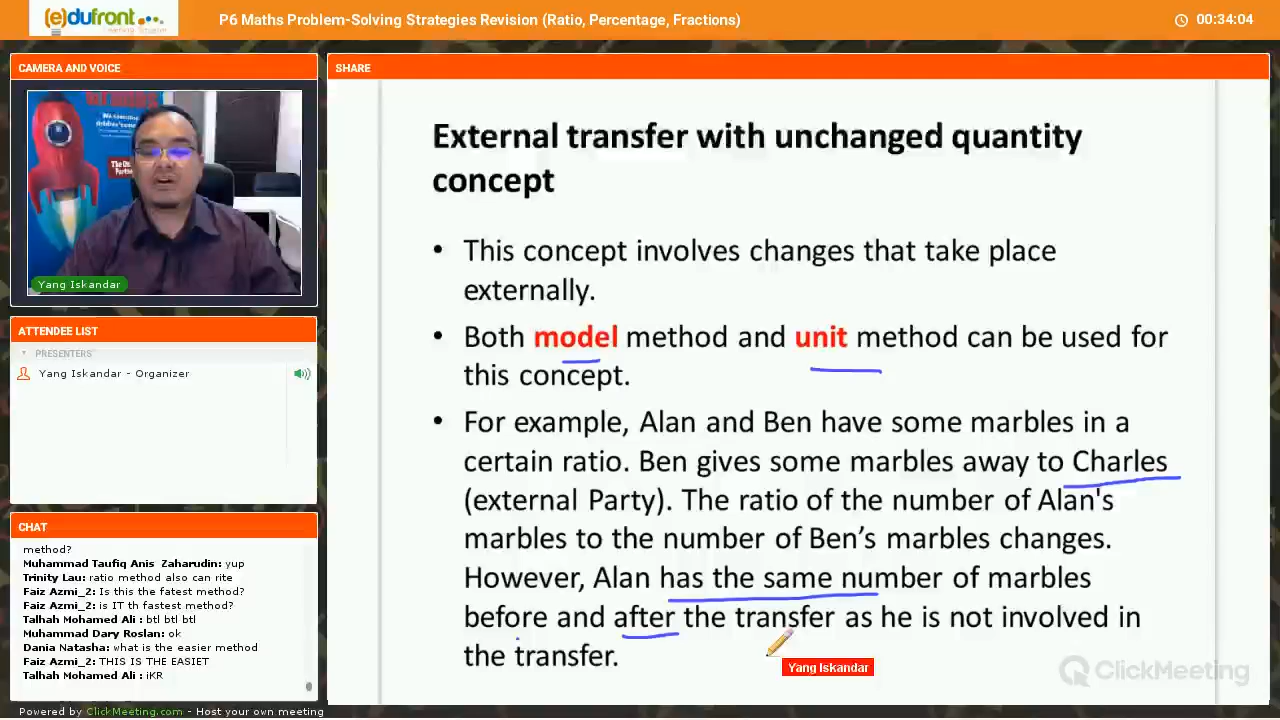 (e)dufront
P6 Maths Problem-Solving Strategies Revision (Ratio, Percentage, Fractions)
00:34:04
CAMERA AND VOICE
Yang Iskandar
ATTENDEE LIST
PRESENTERS
Yang Iskandar - Organizer
CHAT
method?
Muhammad Taufiq Anis Zaharudin: yup
Trinity Lau: ratio method also can rite
Faiz Azmi_2: Is this the fatest method?
Faiz Azmi_2: is IT th fastest method?
Talhah Mohamed Ali : btl btl btl
Muhammad Dary Roslan: ok
Dania Natasha: what is the easier method
Faiz Azmi_2: THIS IS THE EASIET
Talhah Mohamed Ali : iKR
SHARE
External transfer with unchanged quantity
concept
• This concept involves changes that take place
externally.
• Both model method and unit method can be used for
this concept.
• For example, Alan and Ben have some marbles in a
certain ratio. Ben gives some marbles away to Charles
(external Party). The ratio of the number of Alan's
marbles to the number of Ben’s marbles changes.
However, Alan has the same number of marbles
before and after the transfer as he is not involved in
the transfer.
Yang Iskandar
ClickMeeting
Powered by ClickMeeting.com - Host your own meeting